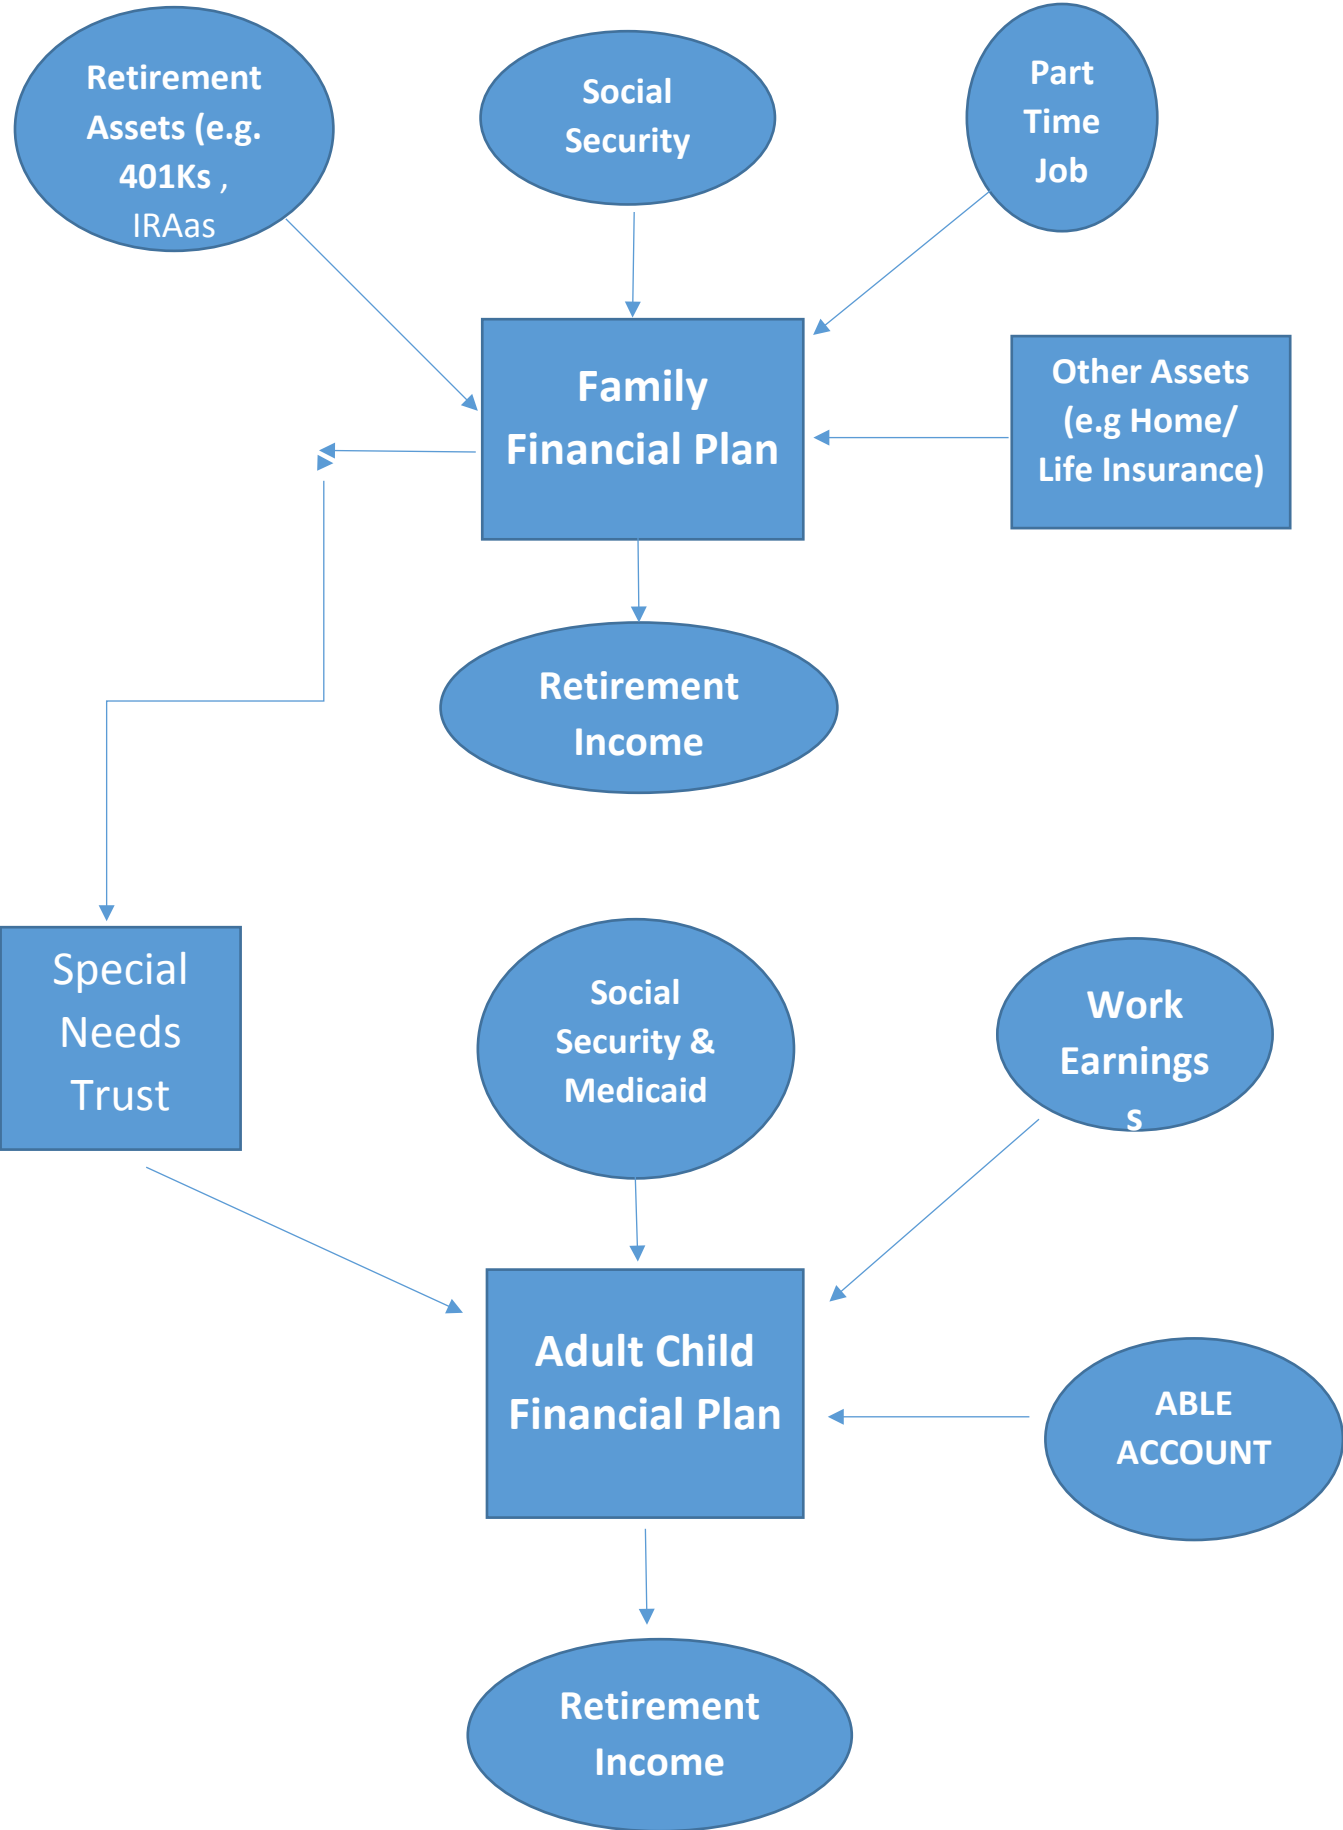 Retirement
Assets (e.g.
401Ks ,
IRAas
Social
Security
Part
Time
Job
Family
Financial Plan
Other Assets
(e.g Home/
Life Insurance)
Retirement
Income
Special
Needs
Trust
Social
Security &
Medicaid
Work
Earnings
s
Adult Child
Financial Plan
ABLE
ACCOUNT
Retirement
Income